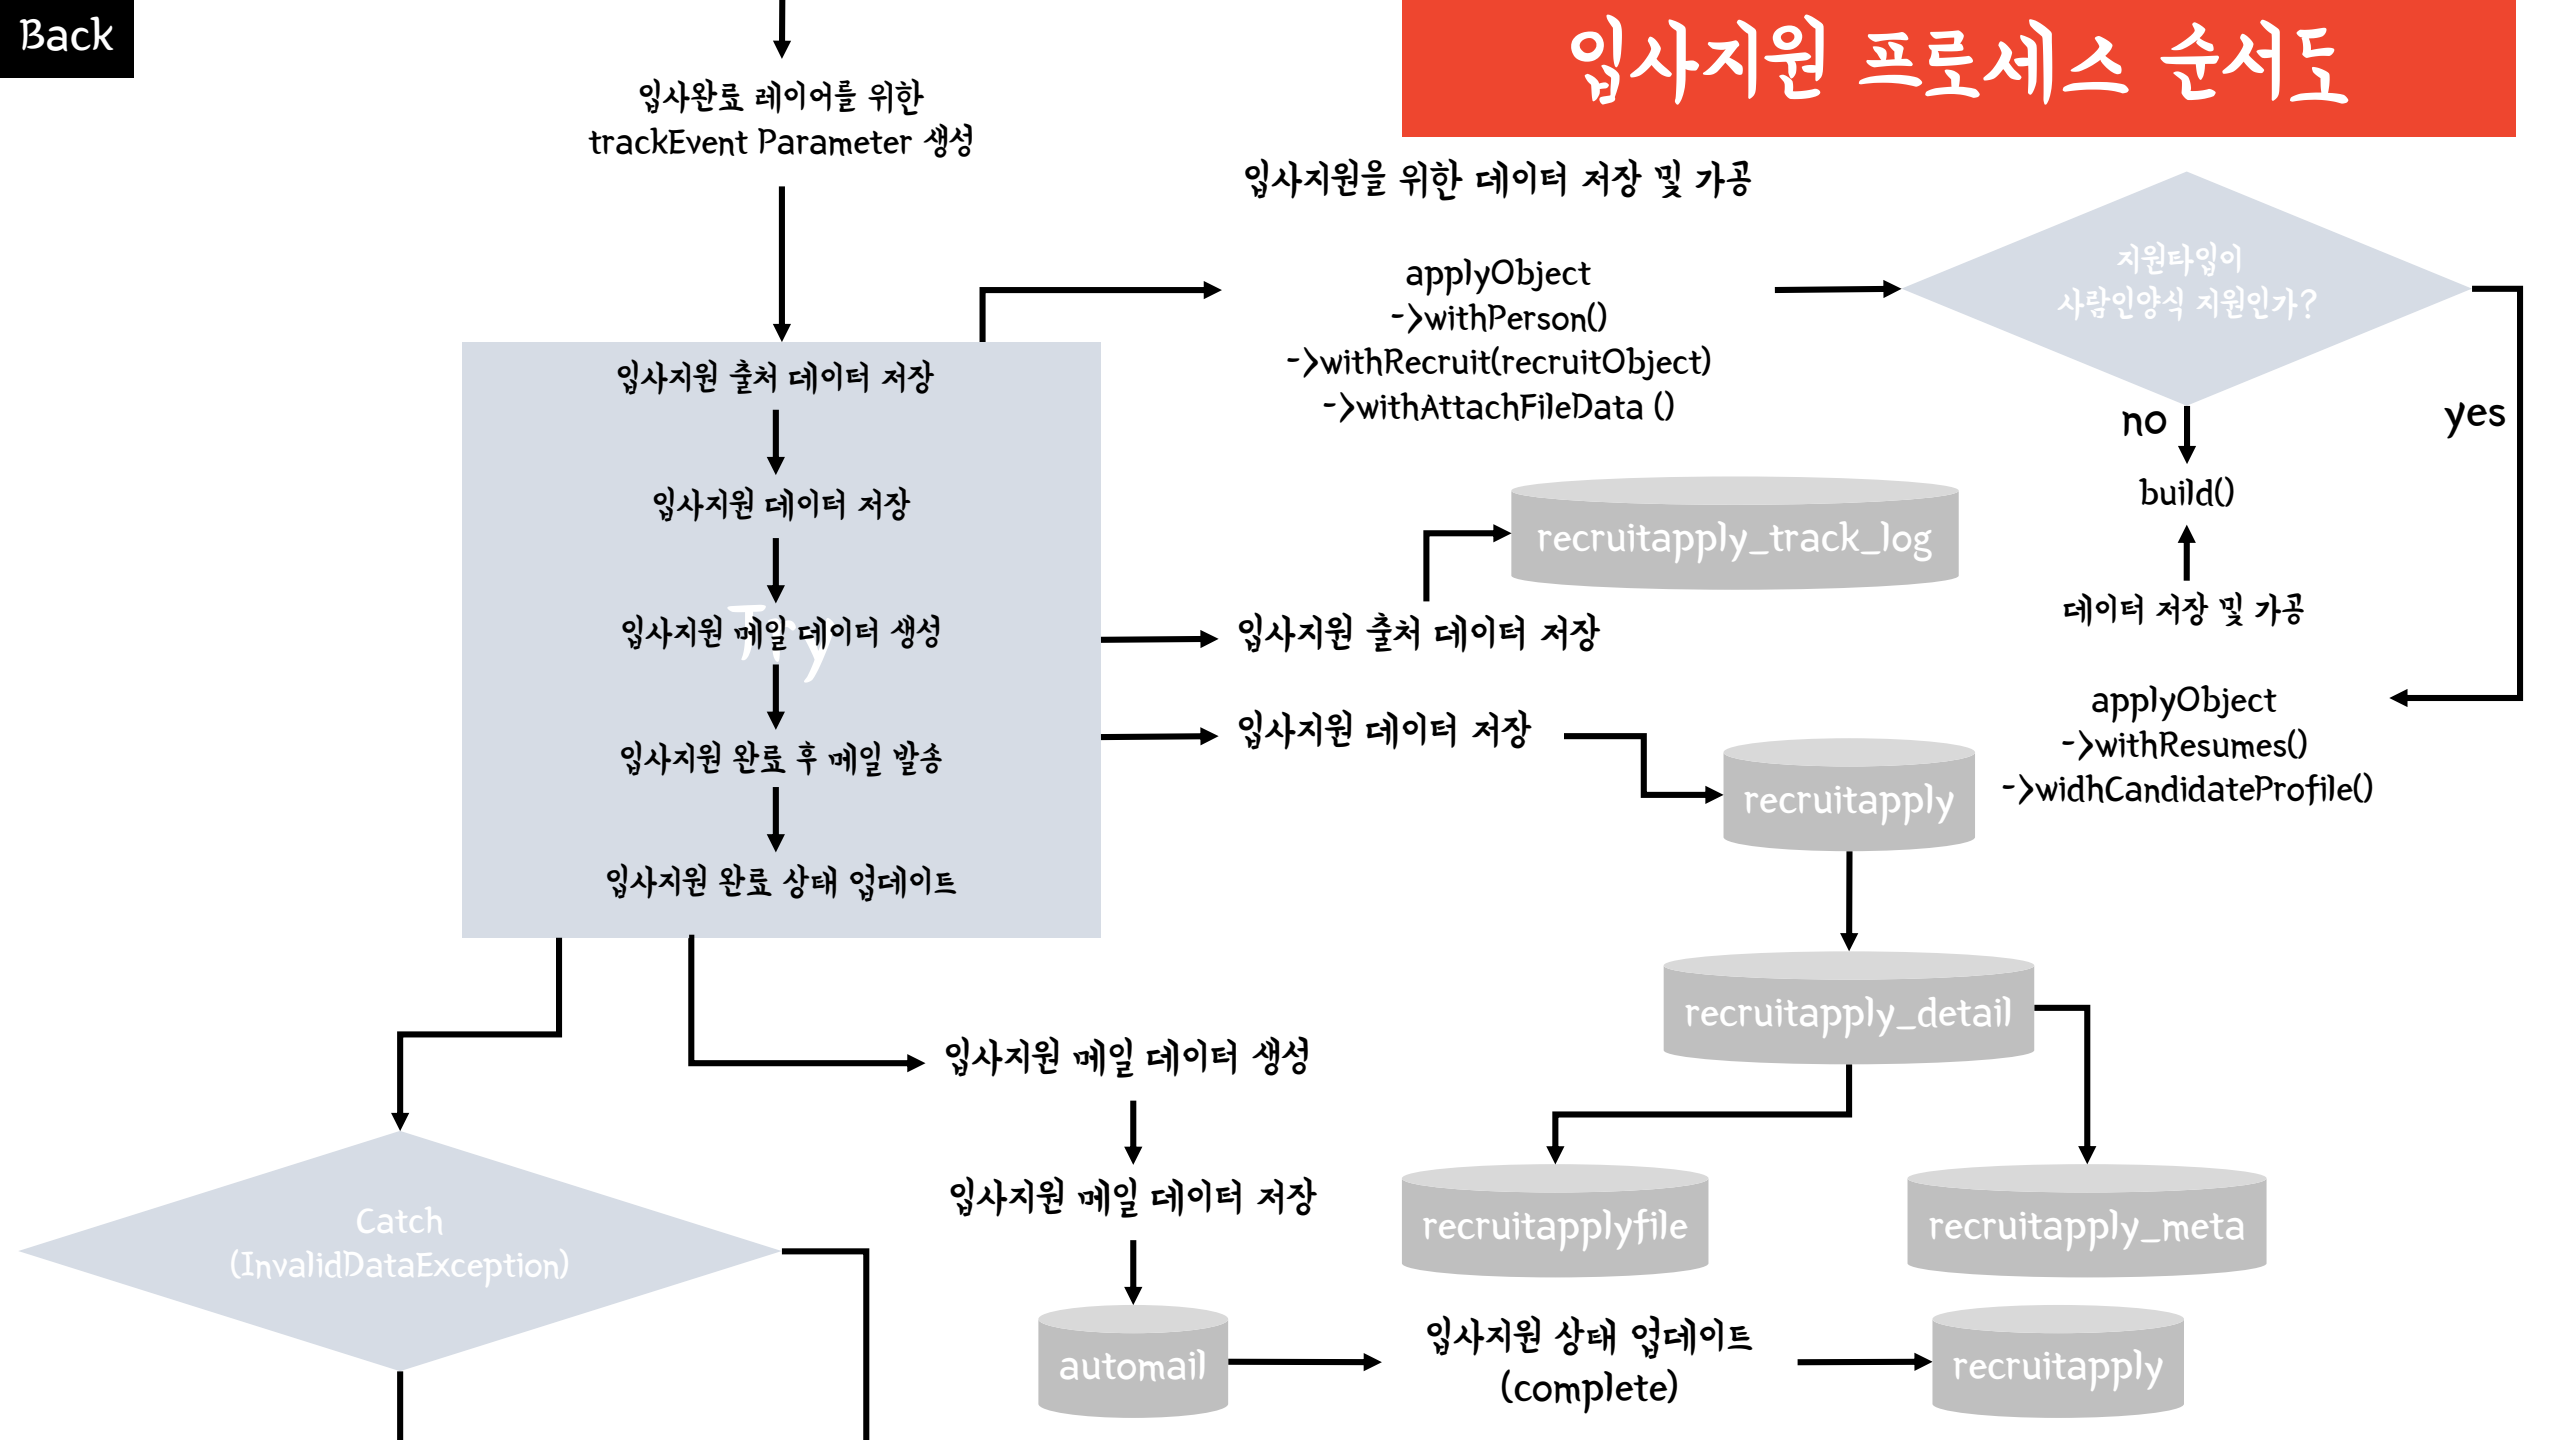 Back
입사지원 프로세스 순서도
입사완료 레이어를 위한
trackEvent Parameter 생성
입사지원 출처 데이터 저장
입사지원 데이터 저장
Try
입사지원 메일 데이터 생성
입사지원 완료 후 메일 발송
입사지원 완료 상태 업데이트
입사지원을 위한 데이터 저장 및 가공
applyObject
->withPerson()
->withRecruit(recruitObject)
->withAttachFileData ()
지원타입이
사람인양식 지원인가?
no
yes
build()
데이터 저장 및 가공
applyObject
->withResumes()
->widhCandidateProfile()
recruitapply_track_log
입사지원 출처 데이터 저장
입사지원 데이터 저장
recruitapply
recruitapply_detail
recruitapplyfile
recruitapply_meta
입사지원 메일 데이터 생성
입사지원 메일 데이터 저장
automail
입사지원 상태 업데이트
(complete)
recruitapply
Catch
(InvalidDataException)